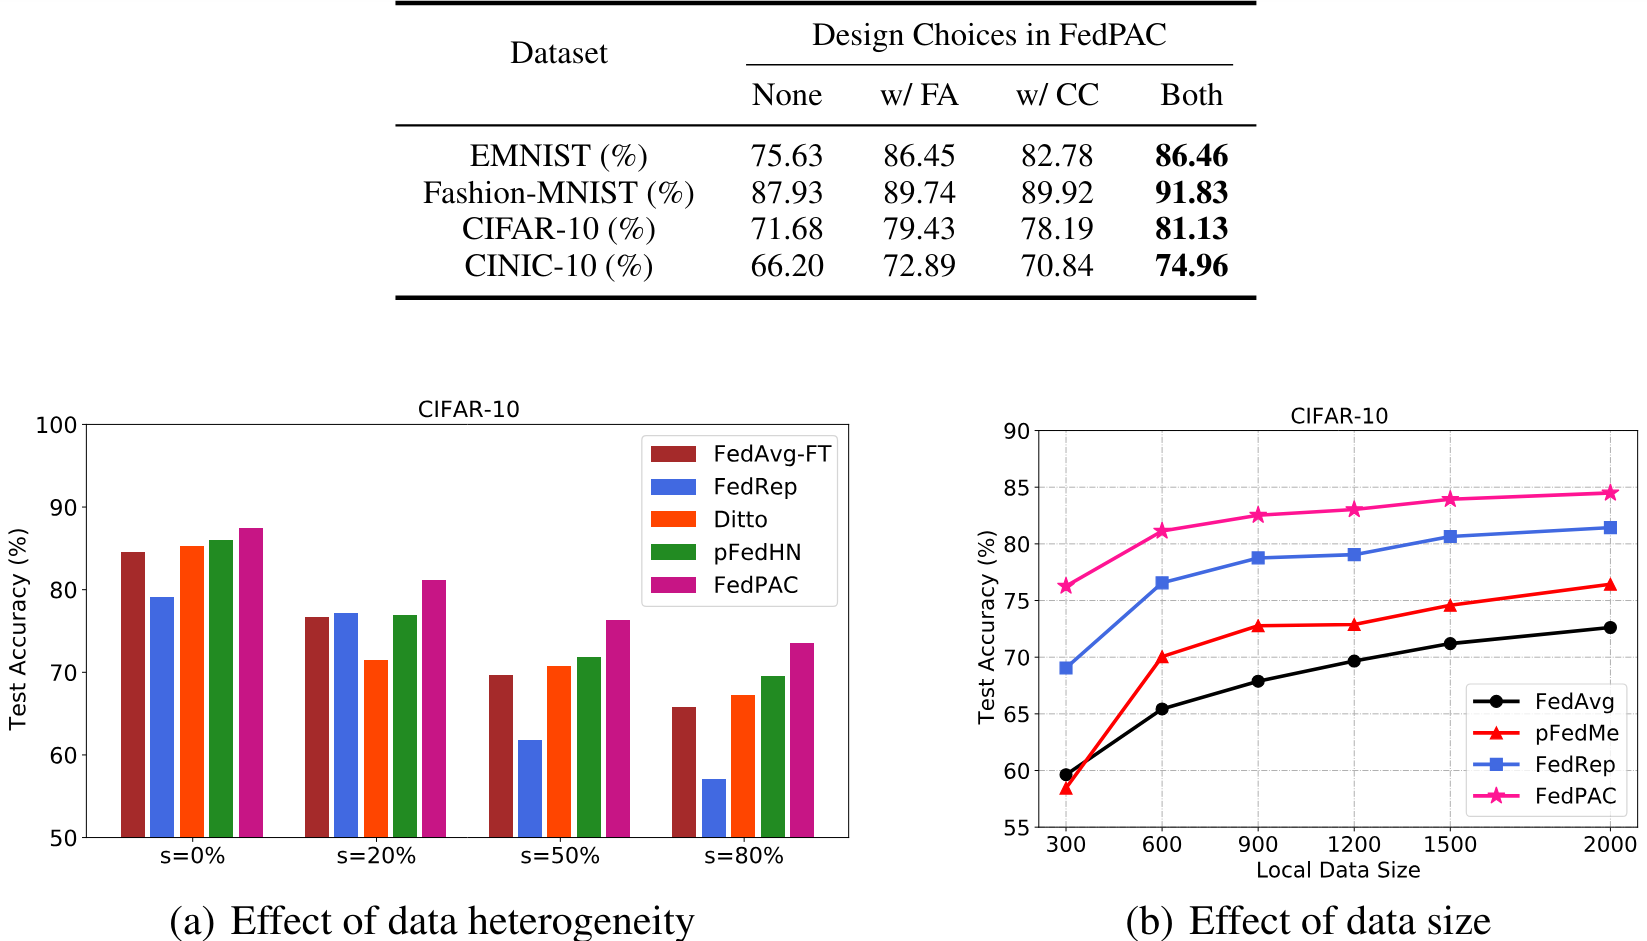 Dataset
Design Choices in FedPAC
None w/ FA w/ CC Both
EMNIST (%) 75.63 86.45 82.78 86.46
Fashion-MNIST (%) 87.93 89.74 89.92 91.83
CIFAR-10 (%) 71.68 79.43 78.19 81.13
CINIC-10 (%) 66.20 72.89 70.84 74.96
CIFAR-10
Test Accuracy (%)
100
90
80
70
60
50
FedAvg-FT
FedRep
Ditto
pFedHN
FedPAC
s=0% s=20% s=50% s=80%
(a) Effect of data heterogeneity
CIFAR-10
Test Accuracy (%)
90
85
80
75
70
65
60
55
FedAvg
pFedMe
FedRep
FedPAC
300 600 900 1200 1500 2000
Local Data Size
(b) Effect of data size